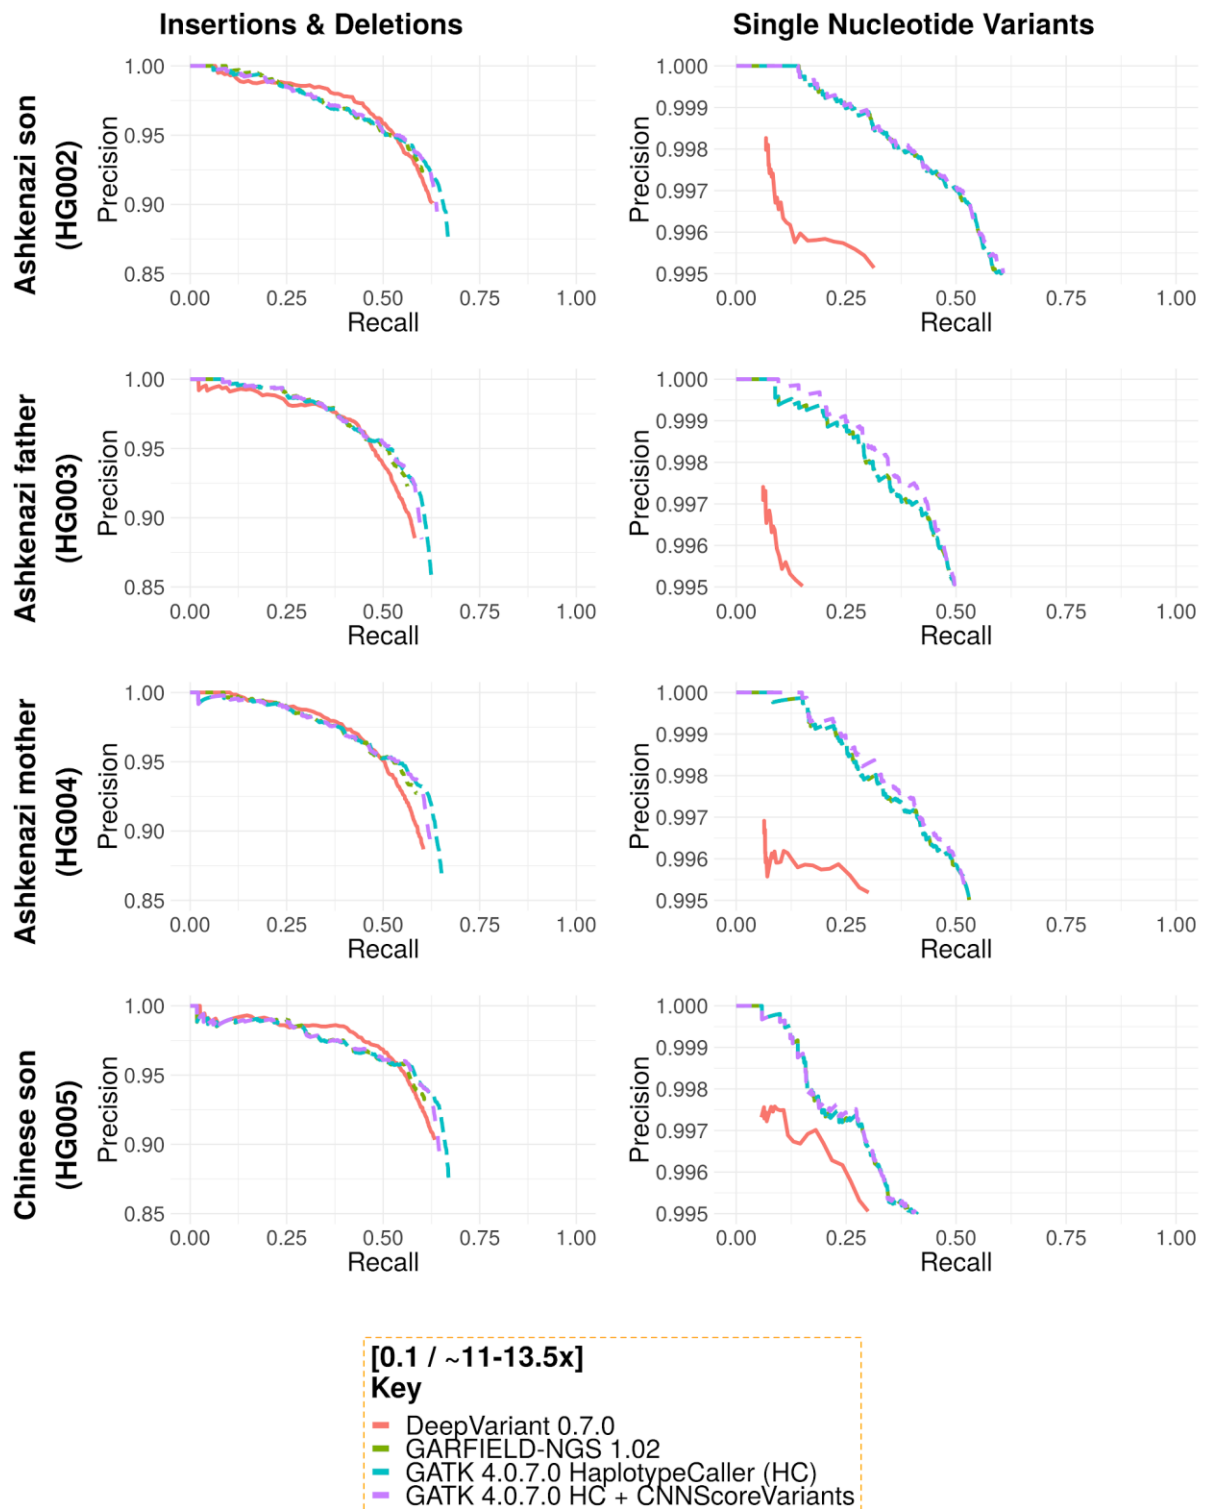 Insertions & Deletions
Single Nucleotide Variants
Ashkenazi son
(HG002)
Precision
1.00
0.95
0.90
0.85
0.00 0.25 0.50 0.75 1.00
Recall
Precision
1.000
0.999
0.998
0.997
0.996
0.995
0.00 0.25 0.50 0.75 1.00
Recall
Ashkenazi father
(HG003)
Precision
1.00
0.95
0.90
0.85
0.00 0.25 0.50 0.75 1.00
Recall
Precision
1.000
0.999
0.998
0.997
0.996
0.995
0.00 0.25 0.50 0.75 1.00
Recall
Ashkenazi mother
(HG004)
Precision
1.00
0.95
0.90
0.85
0.00 0.25 0.50 0.75 1.00
Recall
Precision
1.000
0.999
0.998
0.997
0.996
0.995
0.00 0.25 0.50 0.75 1.00
Recall
Chinese son
(HG005)
Precision
1.00
0.95
0.90
0.85
0.00 0.25 0.50 0.75 1.00
Recall
Precision
1.000
0.999
0.998
0.997
0.996
0.995
0.00 0.25 0.50 0.75 1.00
Recall
[0.1 / ~11-13.5x]
Key
DeepVariant 0.7.0
GARFIELD-NGS 1.02
GATK 4.0.7.0 HaplotypeCaller (HC)
GATK 4.0.7.0 HC + CNNScoreVariants